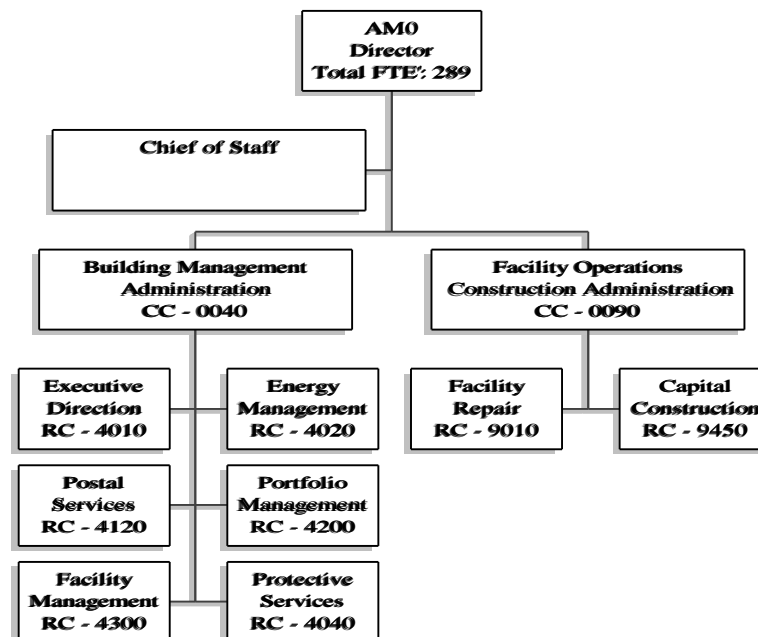 AM0
Director
Total FTE': 289
Chief of Staff
Building Management
Administration
CC - 0040
Facility Operations
Construction Administration
CC - 0090
Executive
Direction
RC - 4010
Energy
Management
RC - 4020
Facility
Repair
RC - 9010
Capital
Construction
RC - 9450
Postal
Services
RC - 4120
Portfolio
Management
RC - 4200
Facility
Management
RC - 4300
Protective
Services
RC - 4040